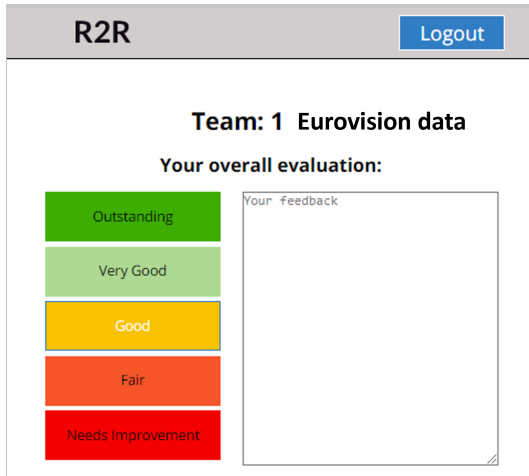 R2R
Logout
Team: 1 Eurovision data
Your overall evaluation:
Outstanding
Your feedback
Very Good
Good
Fair
Needs Improvement